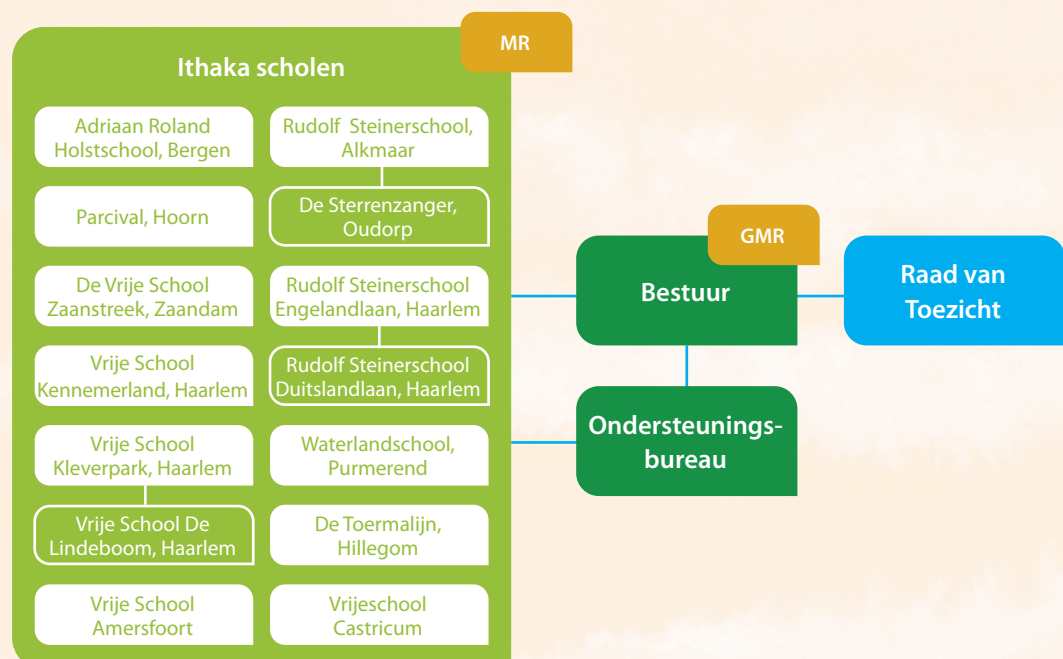 MR
Ithaka scholen
Adriaan Roland
Holstschool, Bergen
Rudolf Steinerschool,
Alkmaar
Parcival, Hoorn
De Sterrenzanger,
Oudorp
De Vrije School
Zaanstreek, Zaandam
Rudolf Steinerschool
Engelandlaan, Haarlem
Vrije School
Kennemerland, Haarlem
Rudolf Steinerschool
Duitslandlaan, Haarlem
Vrije School
Kleverpark, Haarlem
Waterlandschool,
Purmerend
Vrije School De
Lindeboom, Haarlem
De Toermalijn,
Hillegom
Vrije School
Amersfoort
Vrijeschool
Castricum
GMR
Bestuur
Raad van
Toezicht
Ondersteunings-
bureau